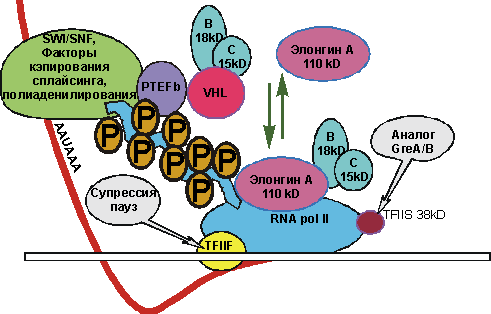 SWI/SNF,
Факторы
кэпирования
сплайсинга,
полиаденилирования
PTEFb
B
18kD
C
15kD
VHL
Элонгин А
110 kD
P
P
P
P
P
P
P
P
AAUAAA
B
18kD
C
15kD
Аналог
GreA/B
Супрессия
пауз
Элонгин А
110 kD
RNA pol II
TFIIS 38kD
TFIIF